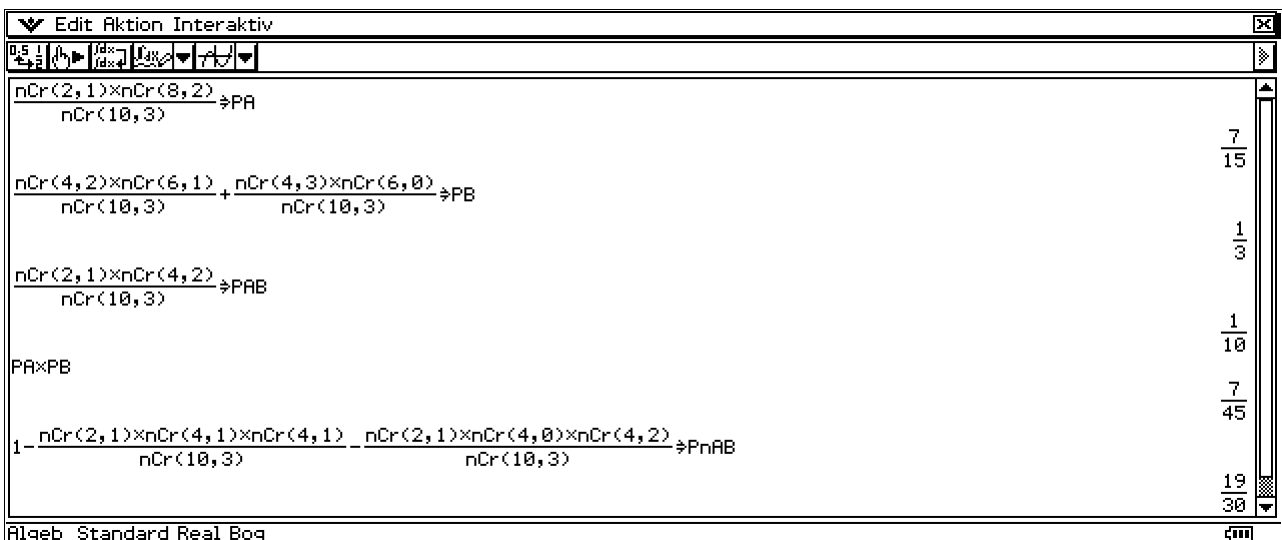 Edit Aktion Interaktiv
nCr(2,1)×nCr(8,2)
nCr(10,3)
⇒PA
7
15
nCr(4,2)×nCr(6,1)
nCr(10,3)
+
nCr(4,3)×nCr(6,0)
nCr(10,3)
⇒PB
1
3
nCr(2,1)×nCr(4,2)
nCr(10,3)
⇒PAB
1
10
PA×PB
7
45
1-
nCr(2,1)×nCr(4,1)×nCr(4,1)
nCr(10,3)
-
nCr(2,1)×nCr(4,0)×nCr(4,2)
nCr(10,3)
⇒PnAB
19
30
Algeb Standard Real Bog